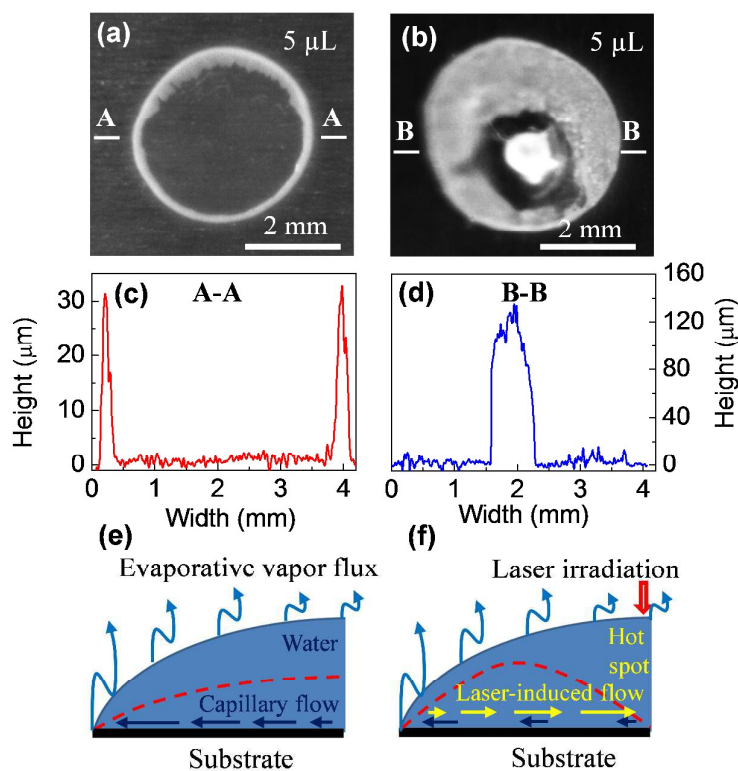 (a) 5 µL
A A
2 mm
(b) 5 µL
B B
2 mm
(c) A-A
Height (µm)
30
20
10
0
0 1 2 3 4
Width (mm)
(d) B-B
Height (µm)
160
120
80
40
0
0 1 2 3 4
Width (mm)
(e)
Evaporative vapor flux
Water
Capillary flow
Substrate
(f)
Laser irradiation
Hot
spot
Laser-induced flow
Substrate